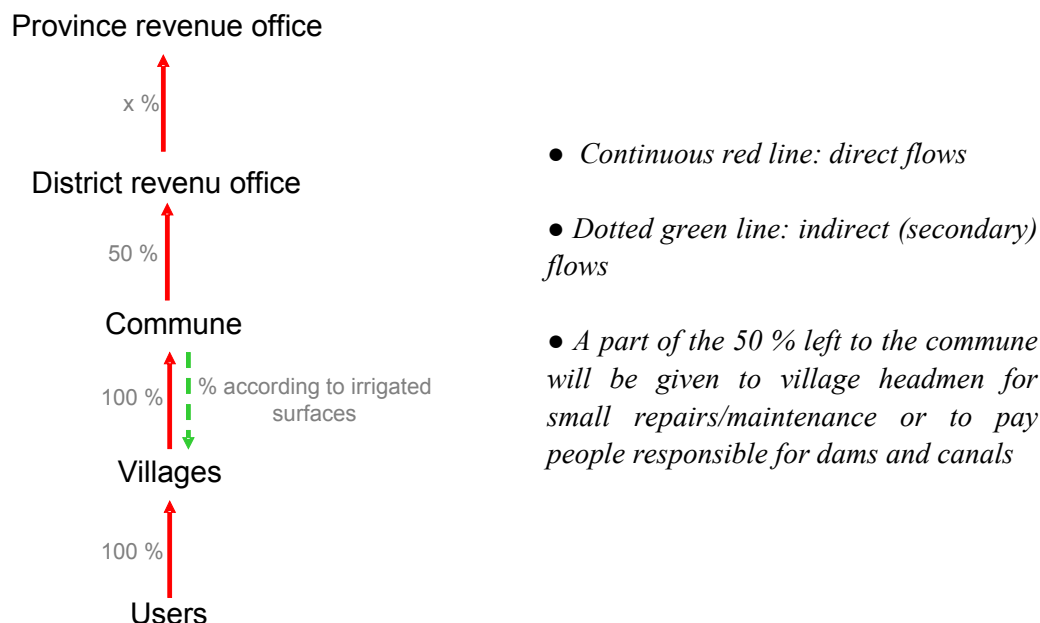 Province revenue office
x %
District revenu office
50 %
Commune
100 %
% according to irrigated
surfaces
Villages
100 %
Users
● Continuous red line: direct flows
● Dotted green line: indirect (secondary)
flows
● A part of the 50 % left to the commune
will be given to village headmen for
small repairs/maintenance or to pay
people responsible for dams and canals